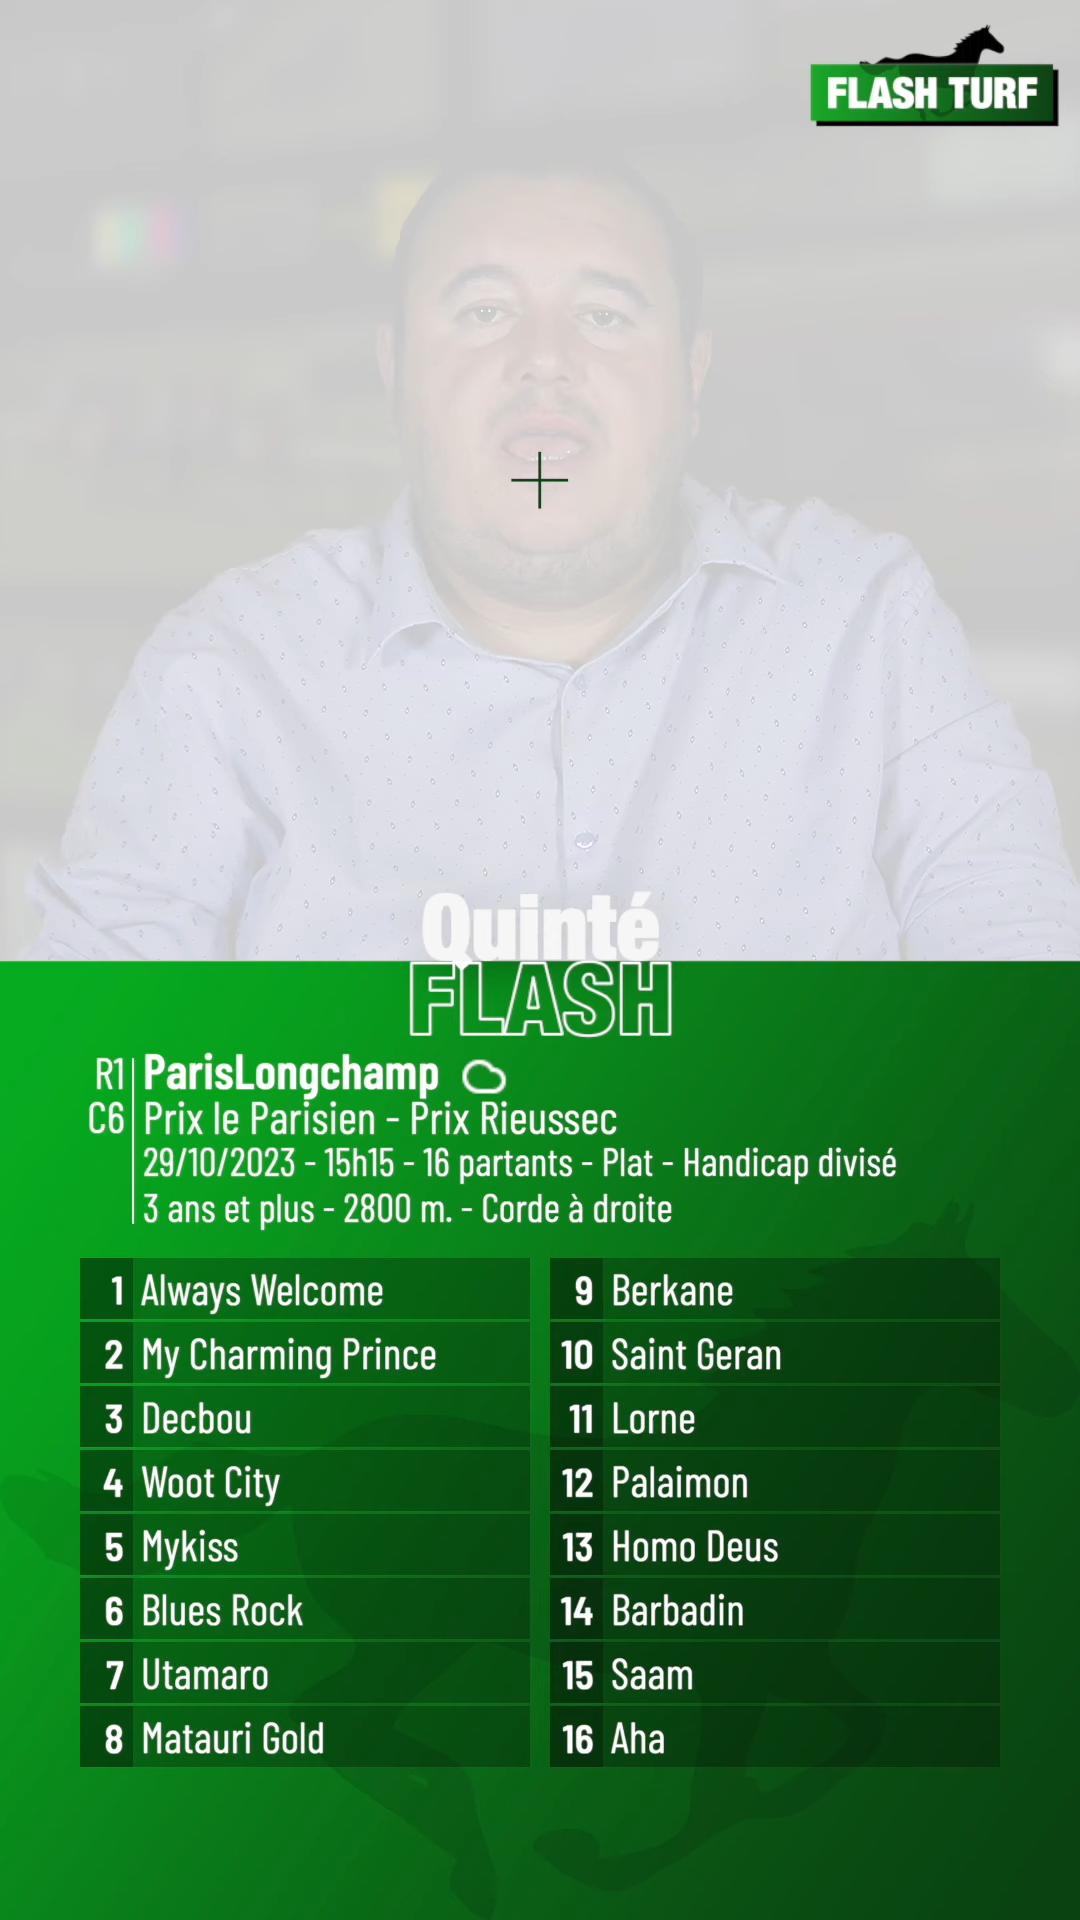 FLASH TURF
Quinté
FLASH
R1 ParisLongchamp
C6 Prix le Parisien - Prix Rieussec
29/10/2023 - 15h15 - 16 partants - Plat - Handicap divisé
3 ans et plus - 2800 m. - Corde à droite
1 Always Welcome
2 My Charming Prince
3 Decbou
4 Woot City
5 Mykiss
6 Blues Rock
7 Utamaro
8 Matauri Gold
9 Berkane
10 Saint Geran
11 Lorne
12 Palaimon
13 Homo Deus
14 Barbadin
15 Saam
16 Aha